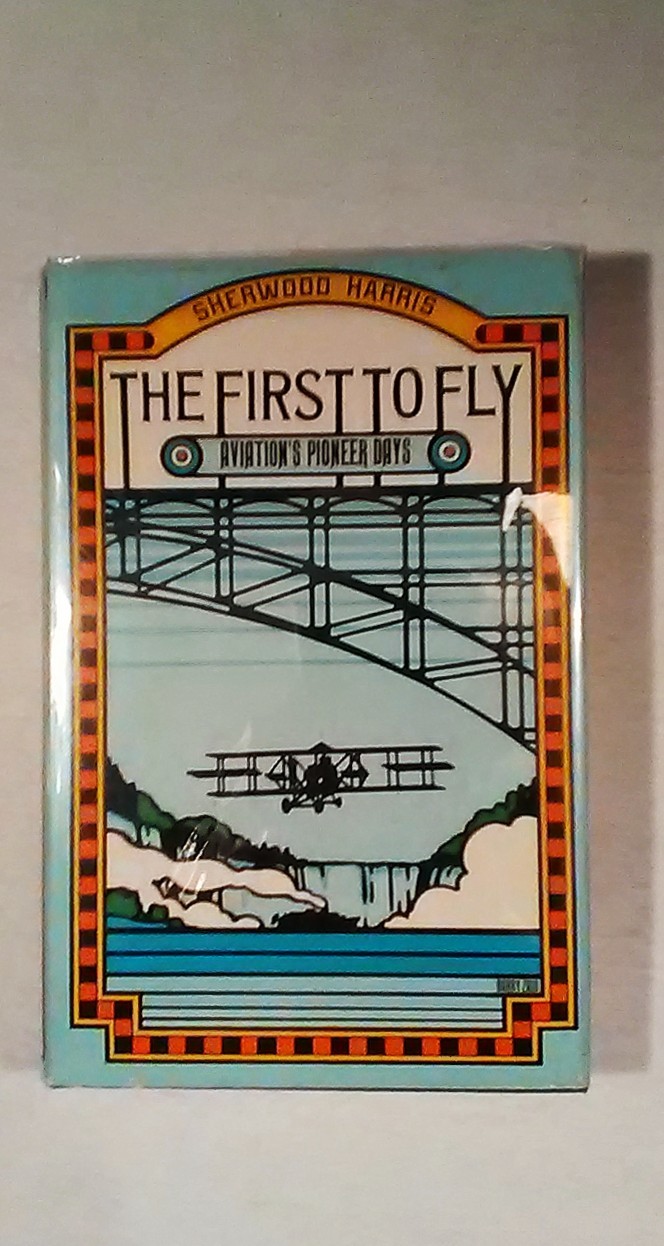 SHERWOOD HARRIS
THE FIRST TO FLY
AVIATION'S PIONEER DAYS